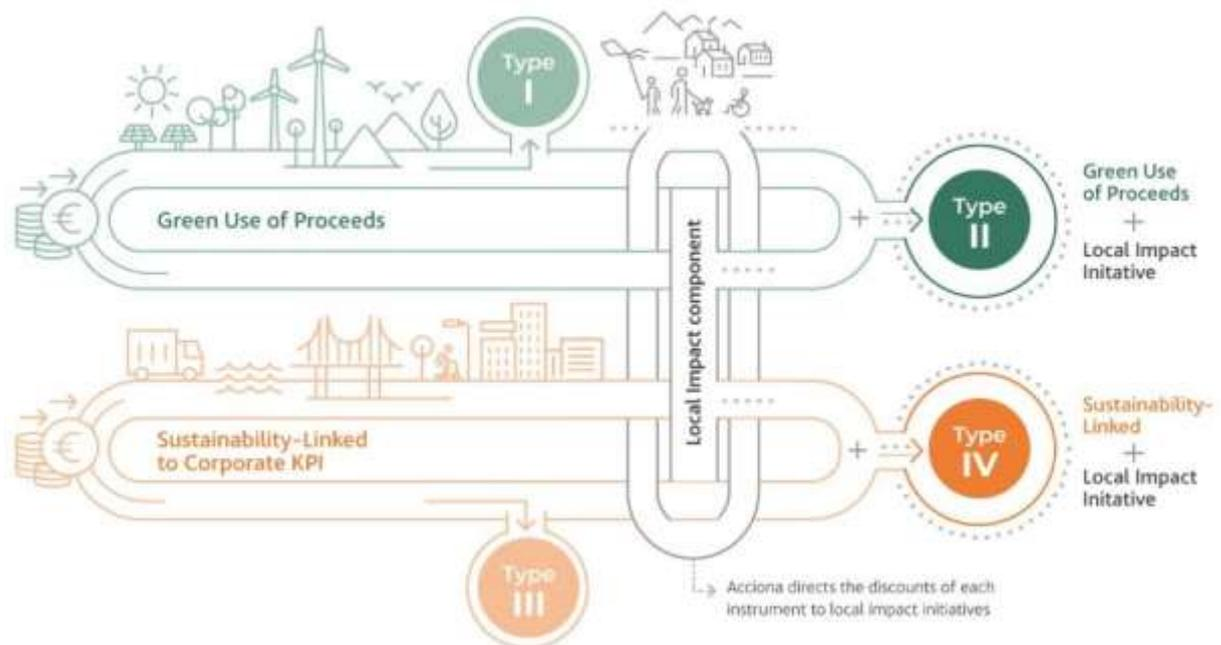 Type
I
€
Green Use of Proceeds
+
Type
II
Green Use
of Proceeds
+
Local Impact
Initative
Local Impact component
€
Sustainability-Linked
to Corporate KPI
+
Type
IV
Sustainability-
Linked
+
Local Impact
Initative
Type
III
Acciona directs the discounts of each
instrument to local impact initiatives